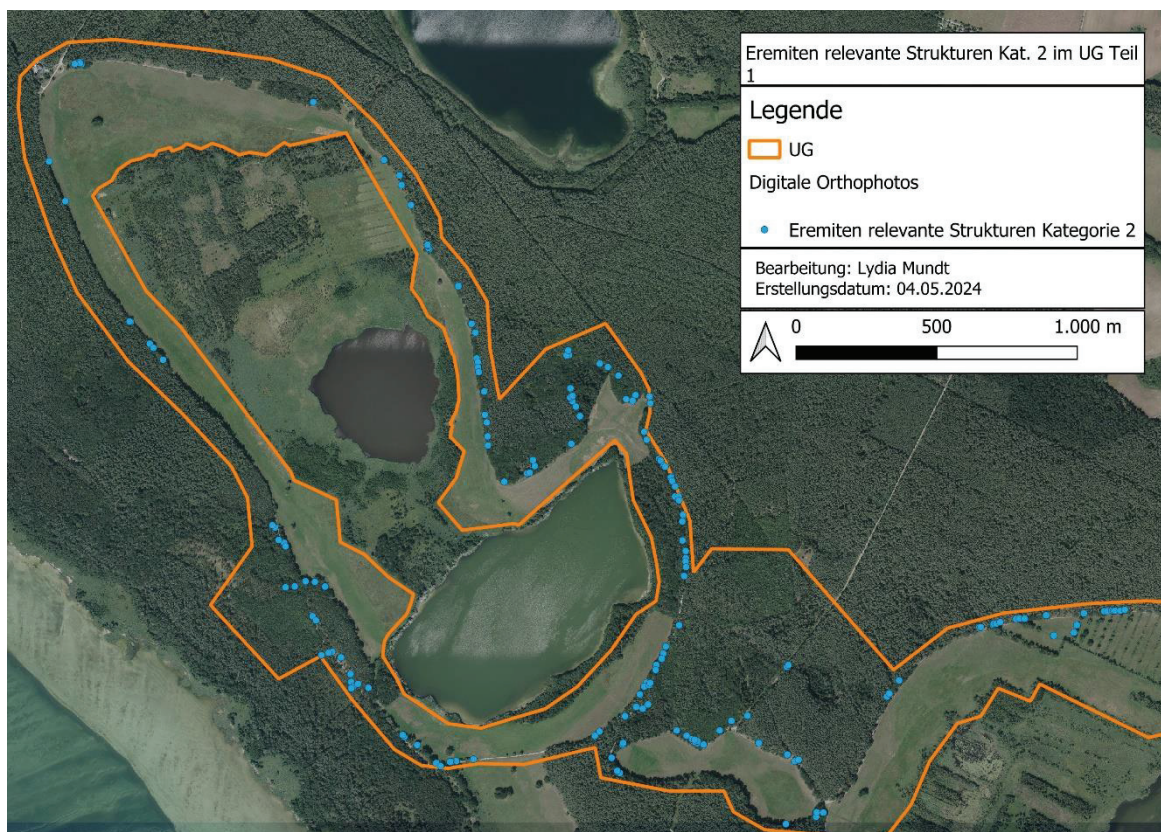 Eremiten relevante Strukturen Kat. 2 im UG Teil
1
Legende
UG
Digitale Orthophotos
Eremiten relevante Strukturen Kategorie 2
Bearbeitung: Lydia Mundt
Erstellungsdatum: 04.05.2024
0 500 1.000 m